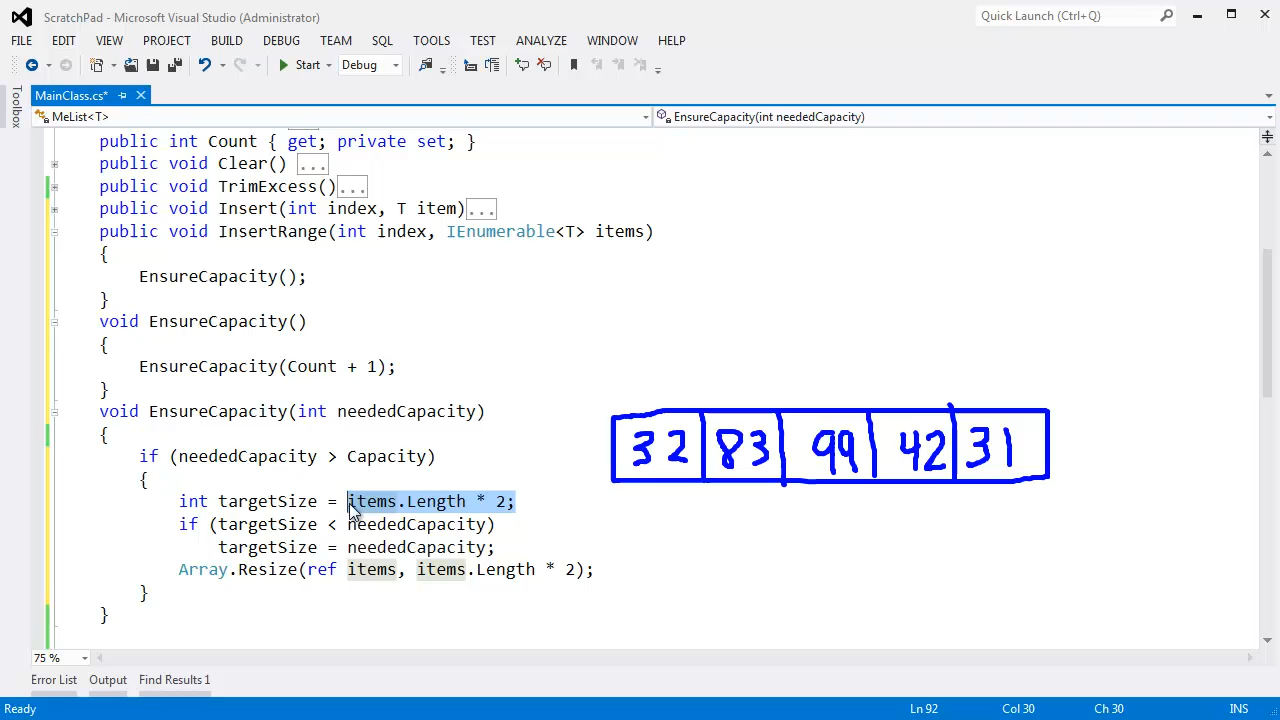 ScratchPad - Microsoft Visual Studio (Administrator)
Quick Launch (Ctrl+Q)
FILE EDIT VIEW PROJECT BUILD DEBUG TEAM SQL TOOLS TEST ANALYZE WINDOW HELP
Start Debug
Toolbox
MainClass.cs*
MeList<T> EnsureCapacity(int neededCapacity)
public int Count { get; private set; }
public void Clear() ...
public void TrimExcess()...
public void Insert(int index, T item)...
public void InsertRange(int index, IEnumerable<T> items)
{
EnsureCapacity();
}
void EnsureCapacity()
{
EnsureCapacity(Count + 1);
}
void EnsureCapacity(int neededCapacity)
{
if (neededCapacity > Capacity)
{
int targetSize = items.Length * 2;
if (targetSize < neededCapacity)
targetSize = neededCapacity;
Array.Resize(ref items, items.Length * 2);
}
}
32 83 99 42 31
75 %
Error List Output Find Results 1
Ready Ln 92 Col 30 Ch 30 INS